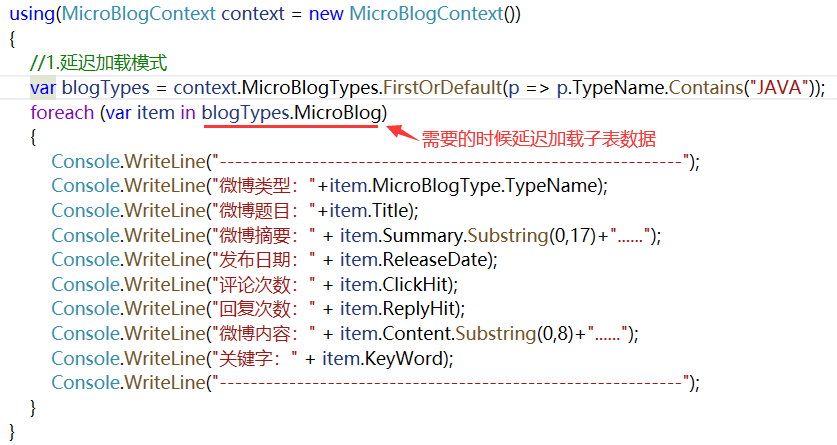 using(MicroBlogContext context = new MicroBlogContext())
{
//1.延迟加载模式
var blogTypes = context.MicroBlogTypes.FirstOrDefault(p => p.TypeName.Contains("JAVA"));
foreach (var item in blogTypes.MicroBlog)
需要的时候延迟加载子表数据
{
Console.WriteLine("------------------------------------------------------------");
Console.WriteLine("微博类型："+item.MicroBlogType.TypeName);
Console.WriteLine("微博题目："+item.Title);
Console.WriteLine("微博摘要：" + item.Summary.Substring(0,17)+"......");
Console.WriteLine("发布日期：" + item.ReleaseDate);
Console.WriteLine("评论次数：" + item.ClickHit);
Console.WriteLine("回复次数：" + item.ReplyHit);
Console.WriteLine("微博内容：" + item.Content.Substring(0,8)+"......");
Console.WriteLine("关键字：" + item.KeyWord);
Console.WriteLine("------------------------------------------------------------");
}
}